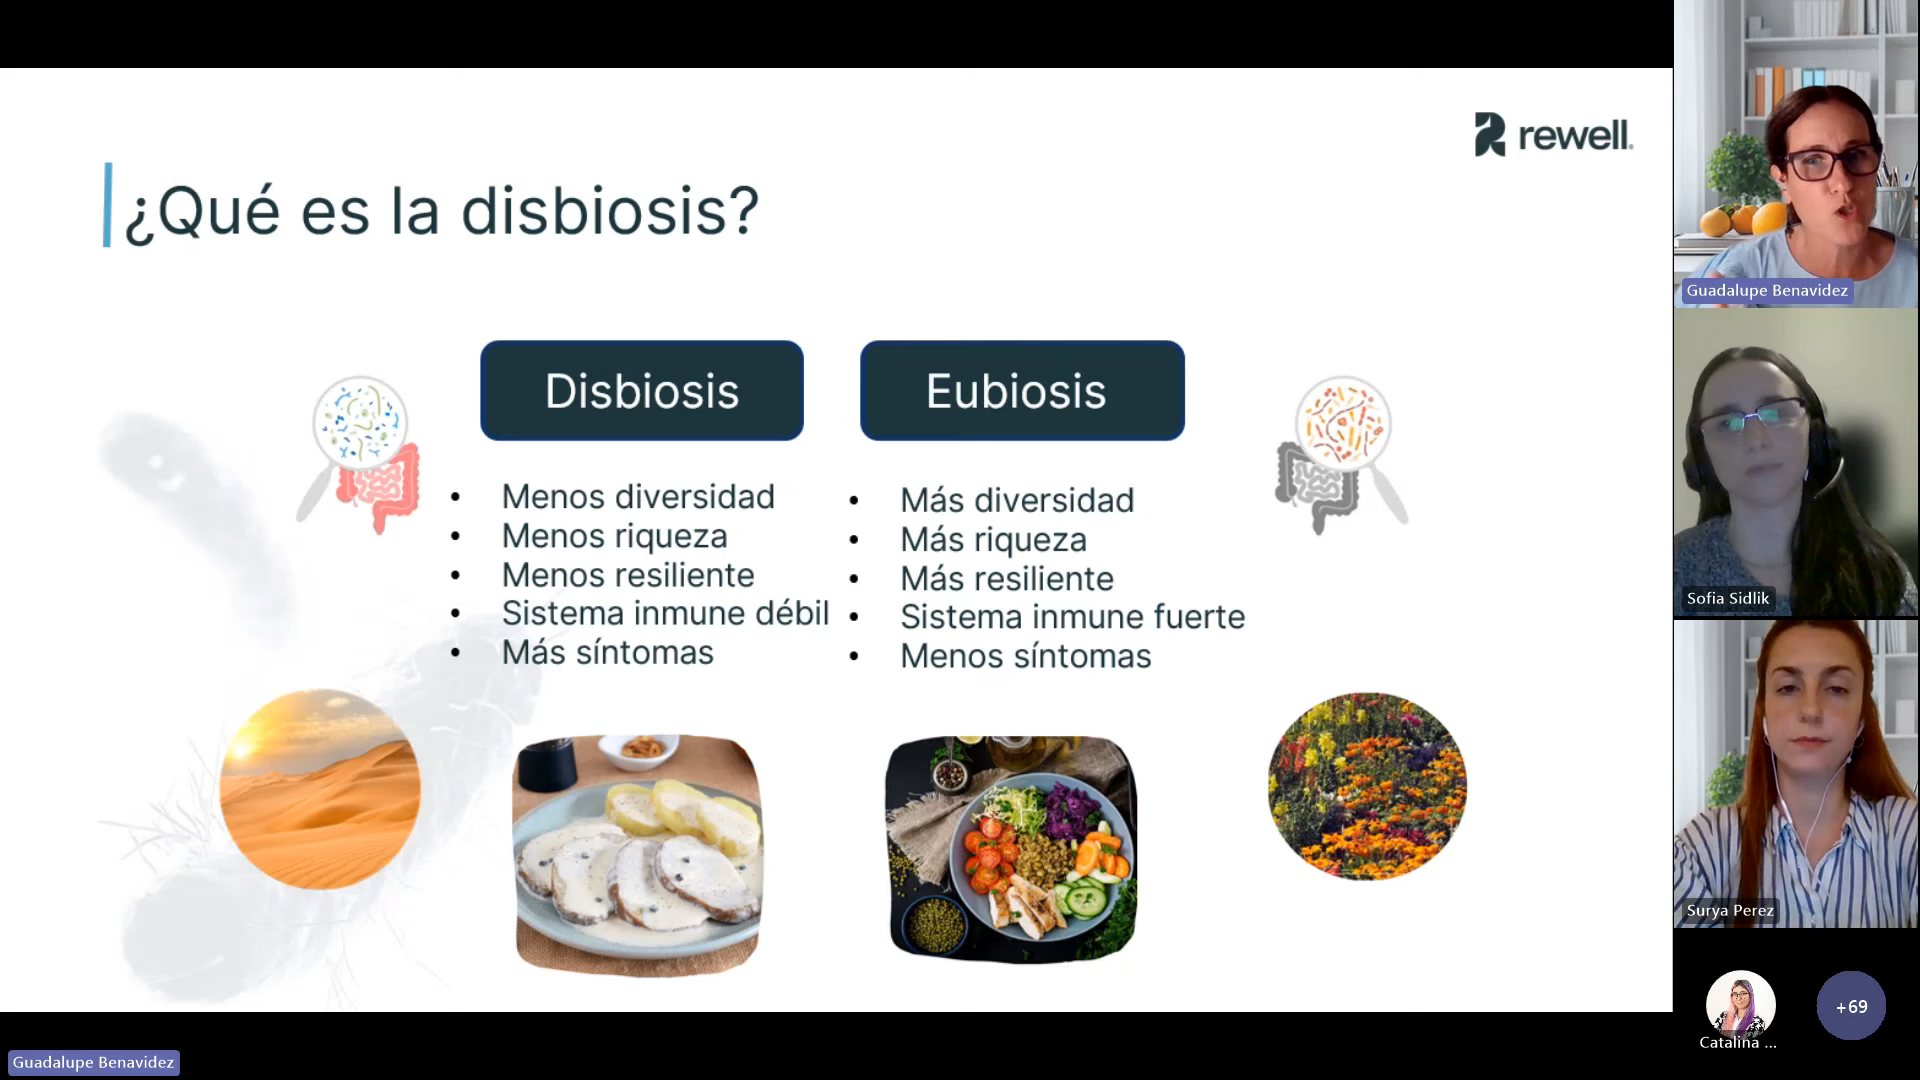 rewell
¿Qué es la disbiosis?
Disbiosis
Menos diversidad
Menos riqueza
Menos resiliente
Sistema inmune débil
Más síntomas
Eubiosis
Más diversidad
Más riqueza
Más resiliente
Sistema inmune fuerte
Menos síntomas
Guadalupe Benavidez
Sofia Sidlik
Surya Perez
Catalina ...
+69
Guadalupe Benavidez